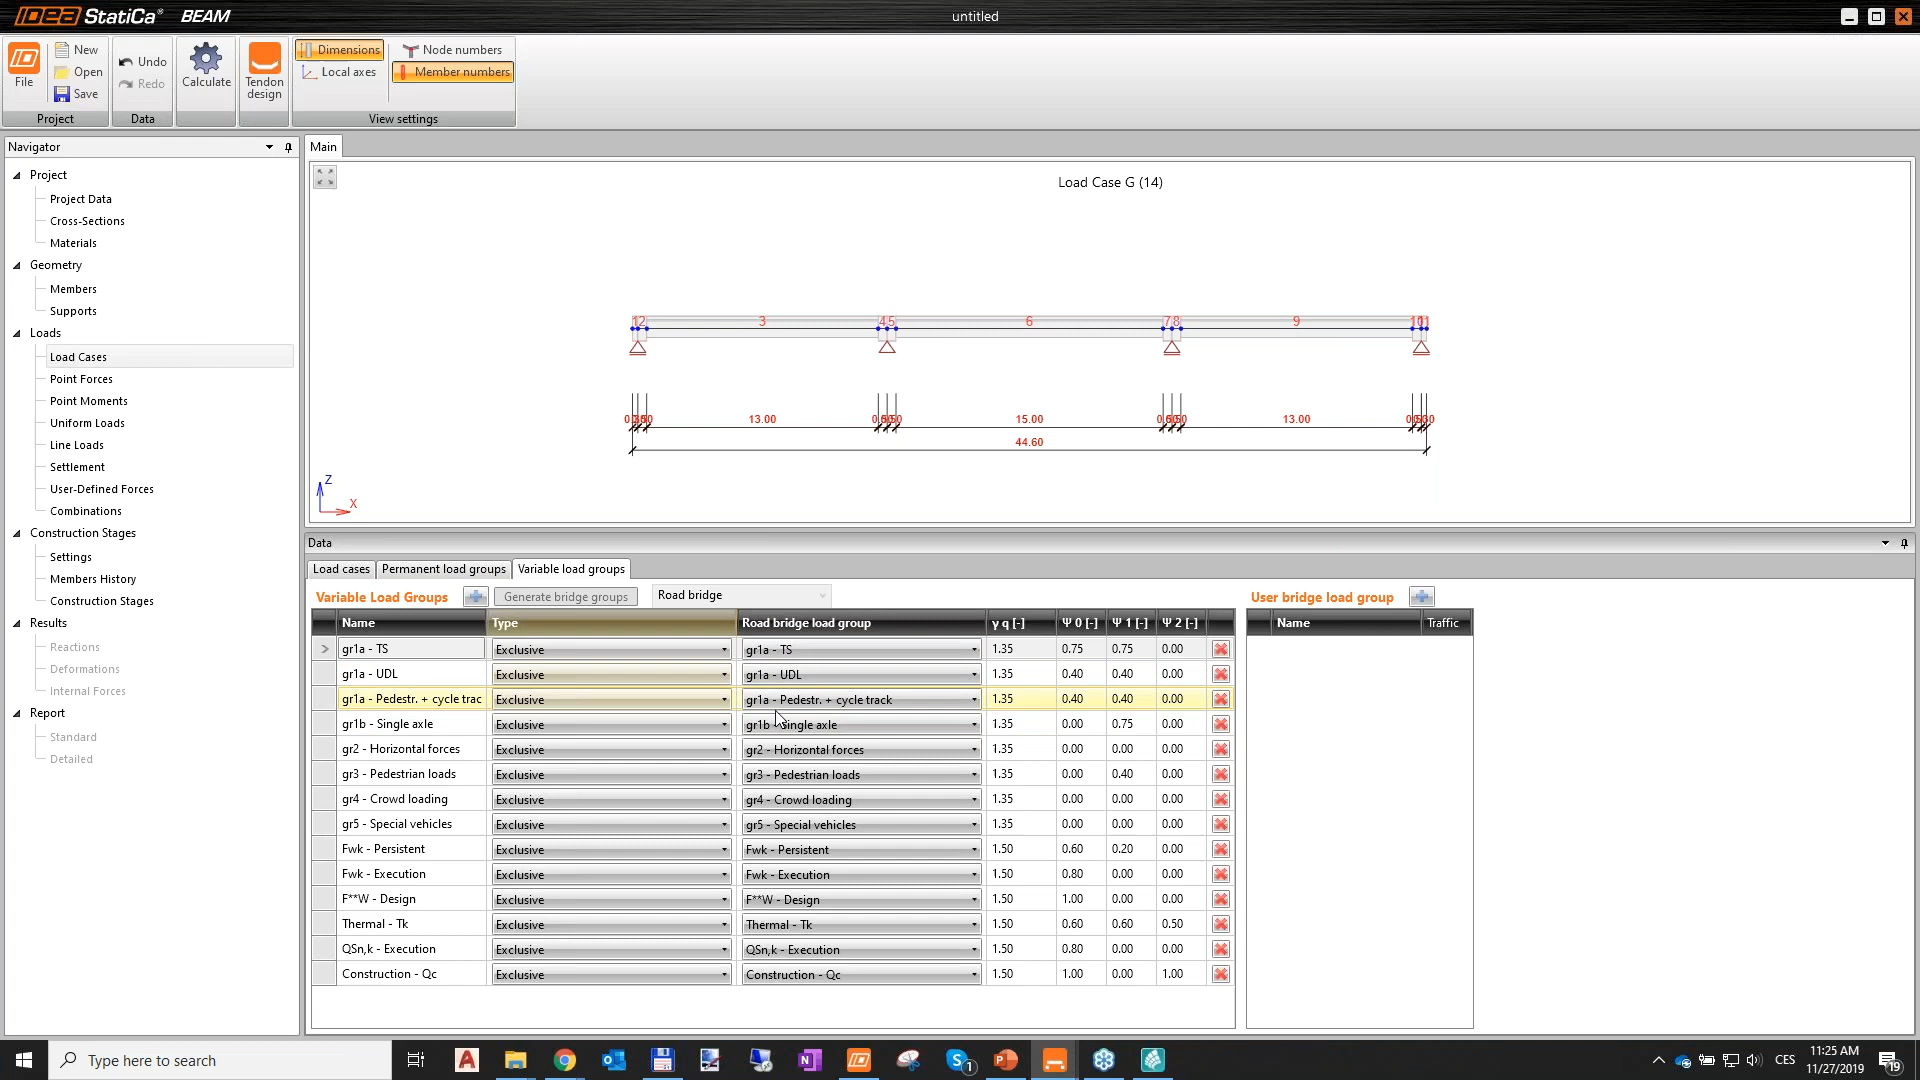 IDEA StatiCa® BEAM
untitled
File
New
Open
Save
Project
Undo
Redo
Data
Calculate
Tendon design
Dimensions
Local axes
Node numbers
Member numbers
View settings
Navigator
Project
Project Data
Cross-Sections
Materials
Geometry
Members
Supports
Loads
Load Cases
Point Forces
Point Moments
Uniform Loads
Line Loads
Settlement
User-Defined Forces
Combinations
Construction Stages
Settings
Members History
Construction Stages
Results
Reactions
Deformations
Internal Forces
Report
Standard
Detailed
Main
Load Case G (14)
1 2 3 4 5 6 7 8 9 10 11
13.00 15.00 13.00
44.60
Z
X
Data
Load cases Permanent load groups Variable load groups
Variable Load Groups Generate bridge groups Road bridge
Name Type Road bridge load group γ q [-] Ψ 0 [-] Ψ 1 [-] Ψ 2 [-]
gr1a - TS Exclusive gr1a - TS 1.35 0.75 0.75 0.00
gr1a - UDL Exclusive gr1a - UDL 1.35 0.40 0.40 0.00
gr1a - Pedestr. + cycle trac Exclusive gr1a - Pedestr. + cycle track 1.35 0.40 0.40 0.00
gr1b - Single axle Exclusive gr1b - Single axle 1.35 0.00 0.75 0.00
gr2 - Horizontal forces Exclusive gr2 - Horizontal forces 1.35 0.00 0.00 0.00
gr3 - Pedestrian loads Exclusive gr3 - Pedestrian loads 1.35 0.00 0.40 0.00
gr4 - Crowd loading Exclusive gr4 - Crowd loading 1.35 0.00 0.00 0.00
gr5 - Special vehicles Exclusive gr5 - Special vehicles 1.35 0.00 0.00 0.00
Fwk - Persistent Exclusive Fwk - Persistent 1.50 0.60 0.20 0.00
Fwk - Execution Exclusive Fwk - Execution 1.50 0.80 0.00 0.00
F**W - Design Exclusive F**W - Design 1.50 1.00 0.00 0.00
Thermal - Tk Exclusive Thermal - Tk 1.50 0.60 0.60 0.50
QSn,k - Execution Exclusive QSn,k - Execution 1.50 0.80 0.00 0.00
Construction - Qc Exclusive Construction - Qc 1.50 1.00 0.00 1.00
User bridge load group
Name Traffic
Type here to search
CES
11:25 AM
11/27/2019
19